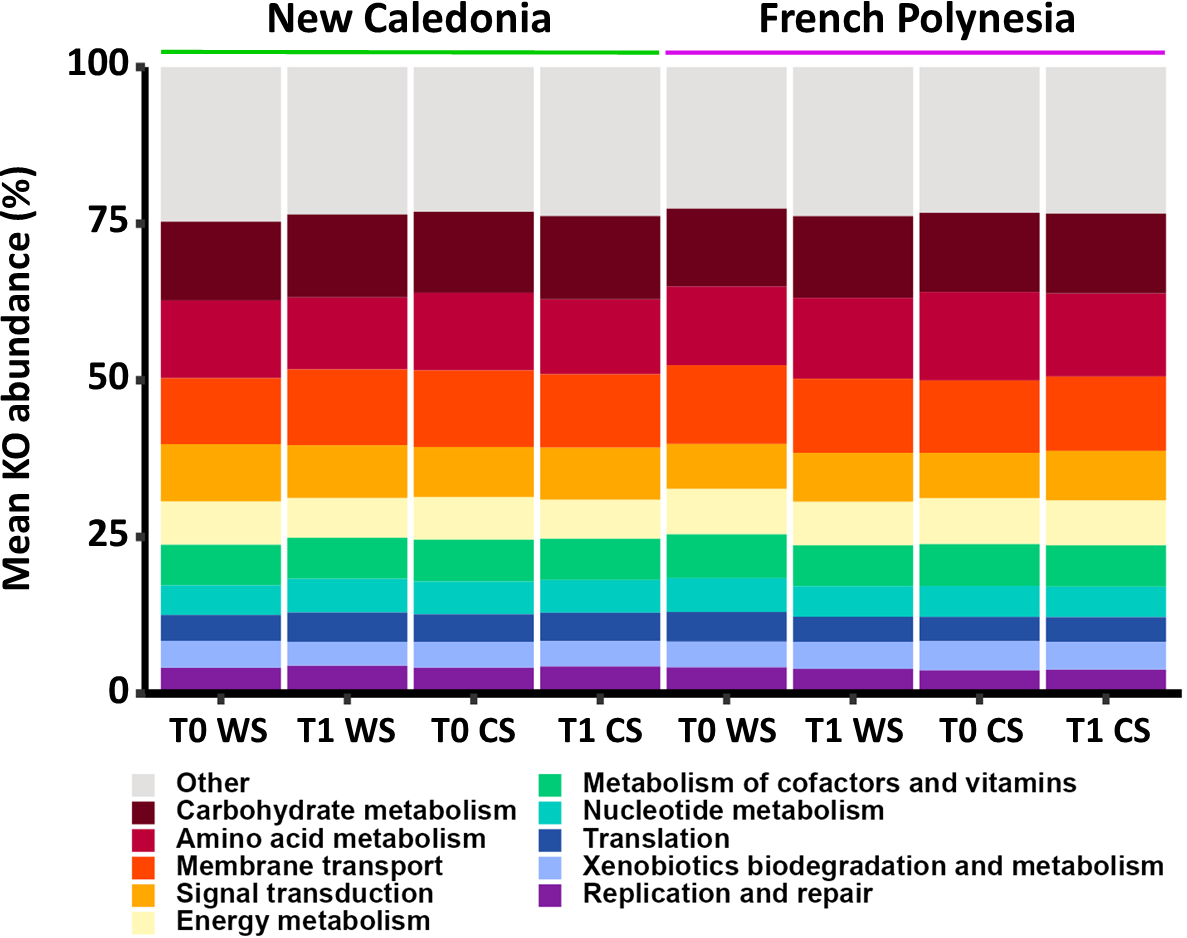 New Caledonia French Polynesia
100
75
50
25
0
Mean KO abundance (%)
T0 WS T1 WS T0 CS T1 CS T0 WS T1 WS T0 CS T1 CS
Other
Carbohydrate metabolism
Amino acid metabolism
Membrane transport
Signal transduction
Energy metabolism
Metabolism of cofactors and vitamins
Nucleotide metabolism
Translation
Xenobiotics biodegradation and metabolism
Replication and repair